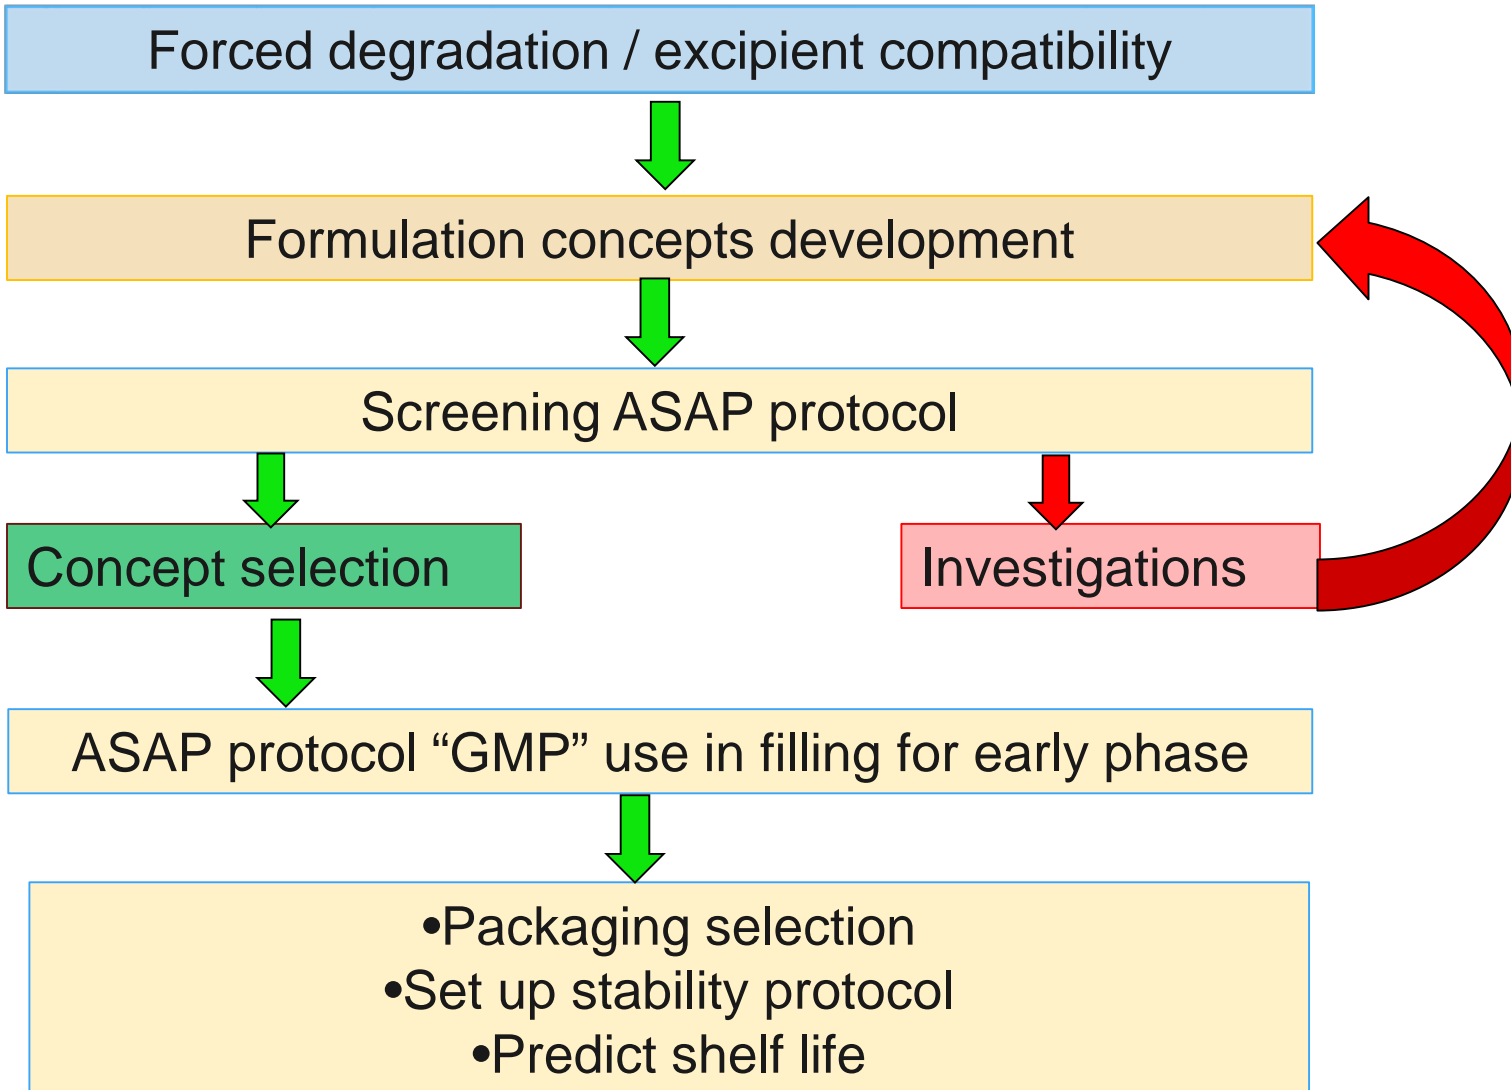 Forced degradation / excipient compatibility
Formulation concepts development
Screening ASAP protocol
Concept selection
Investigations
ASAP protocol “GMP” use in filling for early phase
•Packaging selection
•Set up stability protocol
•Predict shelf life